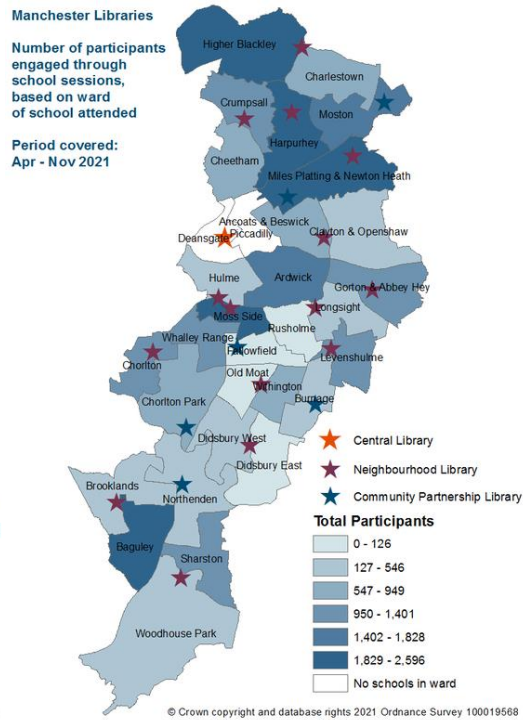 Manchester Libraries
Number of participants
engaged through
school sessions,
based on ward
of school attended
Period covered:
Apr - Nov 2021
Higher Blackley
Charlestown
Crumpsall
Moston
Harpurhey
Cheetham
Miles Platting & Newton Heath
Ancoats & Beswick
Piccadilly
Deansgate
Clayton & Openshaw
Hulme
Ardwick
Gorton & Abbey Hey
Moss Side
Longsight
Rusholme
Whalley Range
Fallowfield
Levenshulme
Chorlton
Old Moat
Withington
Chorlton Park
Burnage
Didsbury West
Didsbury East
Brooklands
Northenden
Baguley
Sharston
Woodhouse Park
Central Library
Neighbourhood Library
Community Partnership Library
Total Participants
0 - 126
127 - 546
547 - 949
950 - 1,401
1,402 - 1,828
1,829 - 2,596
No schools in ward
© Crown copyright and database rights 2021 Ordnance Survey 100019568